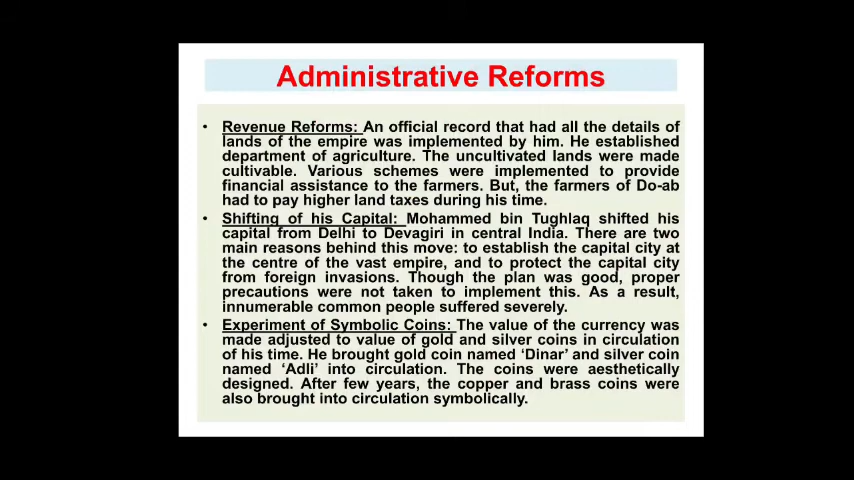 Administrative Reforms
• Revenue Reforms: An official record that had all the details of
lands of the empire was implemented by him. He established
department of agriculture. The uncultivated lands were made
cultivable. Various schemes were implemented to provide
financial assistance to the farmers. But, the farmers of Do-ab
had to pay higher land taxes during his time.
• Shifting of his Capital: Mohammed bin Tughlaq shifted his
capital from Delhi to Devagiri in central India. There are two
main reasons behind this move: to establish the capital city at
the centre of the vast empire, and to protect the capital city
from foreign invasions. Though the plan was good, proper
precautions were not taken to implement this. As a result,
innumerable common people suffered severely.
• Experiment of Symbolic Coins: The value of the currency was
made adjusted to value of gold and silver coins in circulation
of his time. He brought gold coin named ‘Dinar’ and silver coin
named ‘Adli’ into circulation. The coins were aesthetically
designed. After few years, the copper and brass coins were
also brought into circulation symbolically.